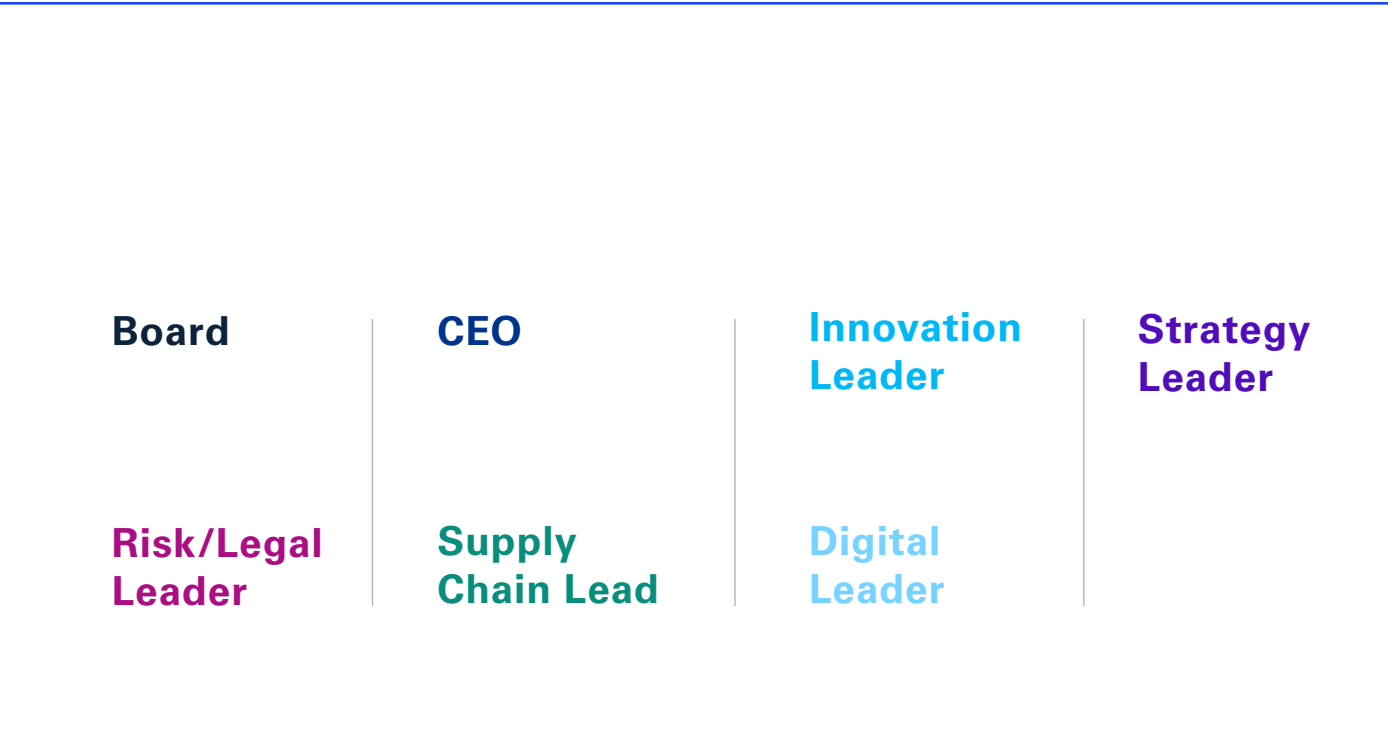 Board
CEO
Innovation
Leader
Strategy
Leader
Risk/Legal
Leader
Supply
Chain Lead
Digital
Leader